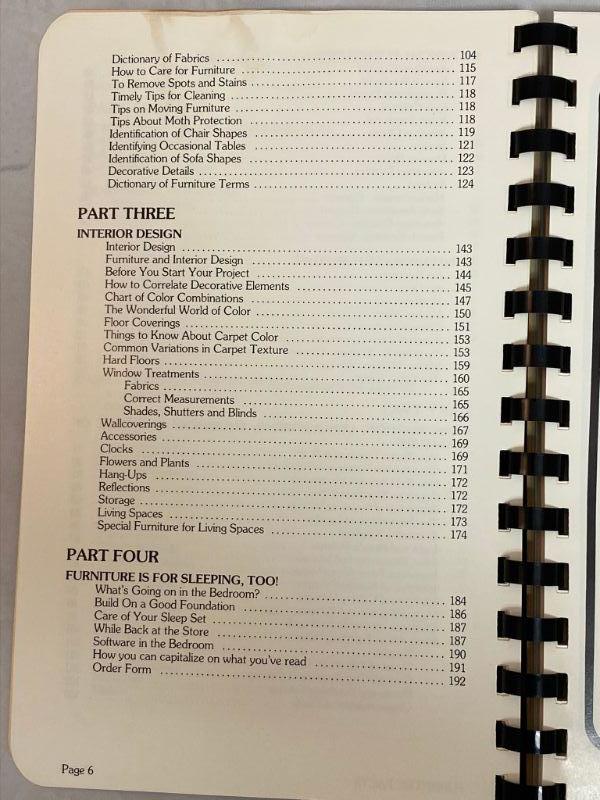 Dictionary of Fabrics 104
How to Care for Furniture 115
To Remove Spots and Stains 117
Timely Tips for Cleaning 118
Tips on Moving Furniture 118
Tips About Moth Protection 118
Identification of Chair Shapes 119
Identifying Occasional Tables 121
Identification of Sofa Shapes 122
Decorative Details 123
Dictionary of Furniture Terms 124
PART THREE
INTERIOR DESIGN
Interior Design 143
Furniture and Interior Design 143
Before You Start Your Project 144
How to Correlate Decorative Elements 145
Chart of Color Combinations 147
The Wonderful World of Color 150
Floor Coverings 151
Things to Know About Carpet Color 153
Common Variations in Carpet Texture 153
Hard Floors 159
Window Treatments 160
Fabrics 165
Correct Measurements 165
Shades, Shutters and Blinds 166
Wallcoverings 167
Accessories 169
Clocks 169
Flowers and Plants 171
Hang-Ups 172
Reflections 172
Storage 172
Living Spaces 173
Special Furniture for Living Spaces 174
PART FOUR
FURNITURE IS FOR SLEEPING, TOO!
What's Going on in the Bedroom? 184
Build On a Good Foundation 186
Care of Your Sleep Set 187
While Back at the Store 187
Software in the Bedroom 190
How you can capitalize on what you've read 191
Order Form 192
Page 6